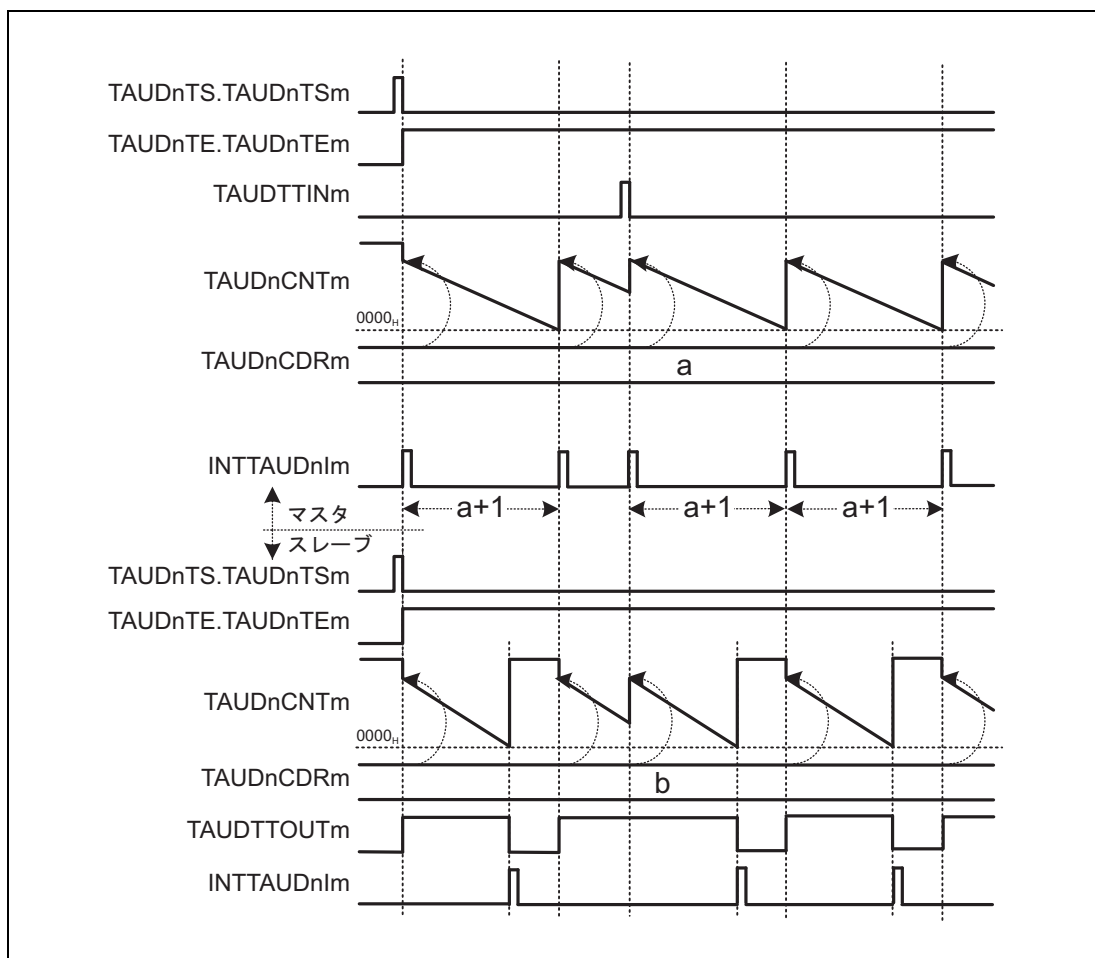 TAUDnTS.TAUDnTSm
TAUDnTE.TAUDnTEm
TAUDTTINm
TAUDnCNTm
0000H
TAUDnCDRm
a
INTTAUDnIm
a+1
a+1
a+1
マスタ
スレーブ
TAUDnTS.TAUDnTSm
TAUDnTE.TAUDnTEm
TAUDnCNTm
0000H
TAUDnCDRm
b
TAUDTTOUTm
INTTAUDnIm